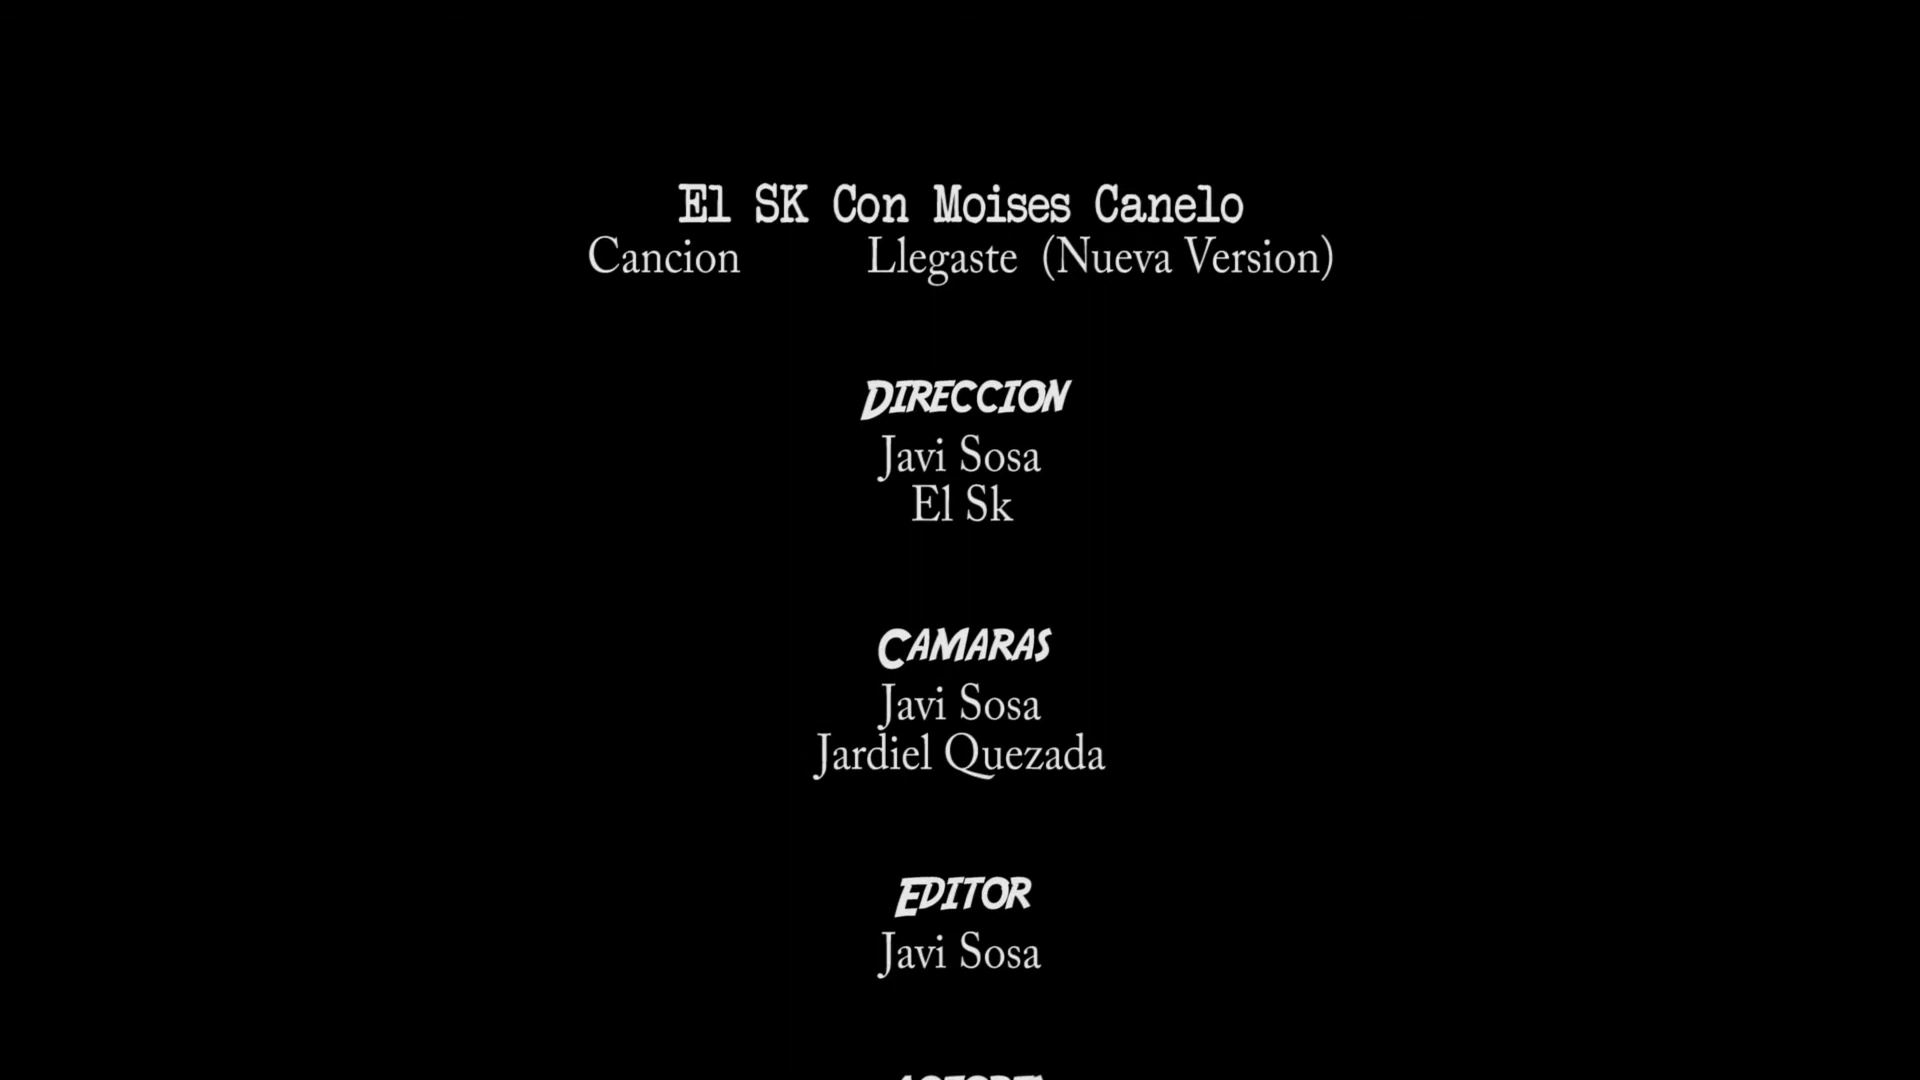 El SK Con Moises Canelo
Cancion Llegaste (Nueva Version)
Direccion
Javi Sosa
El Sk
Camaras
Javi Sosa
Jardiel Quezada
Editor
Javi Sosa